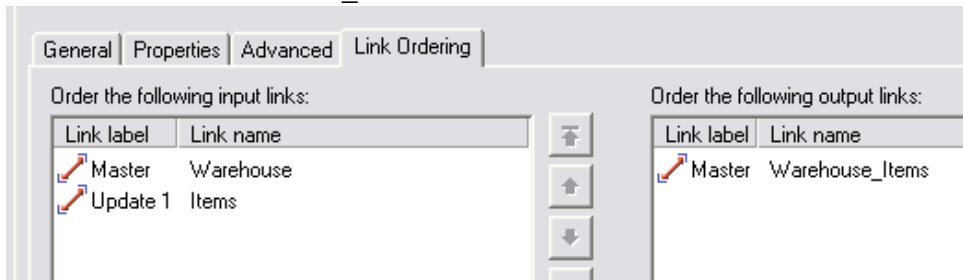 General Properties Advanced Link Ordering
Order the following input links: Order the following output links:
Link label Link name Link label Link name
Master Warehouse Master Warehouse_Items
Update 1 Items